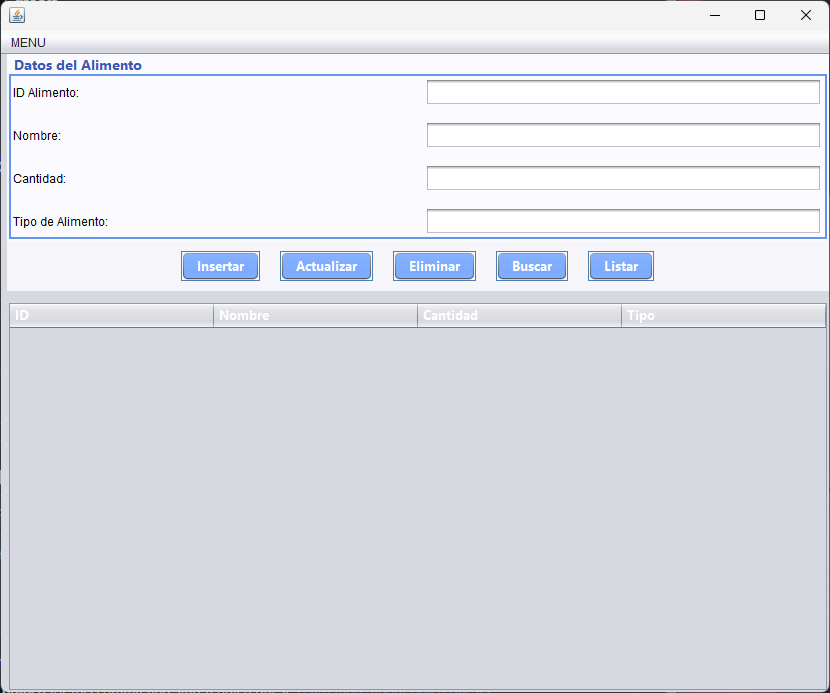 MENU
Datos del Alimento
ID Alimento:
Nombre:
Cantidad:
Tipo de Alimento:
Insertar Actualizar Eliminar Buscar Listar
ID Nombre Cantidad Tipo